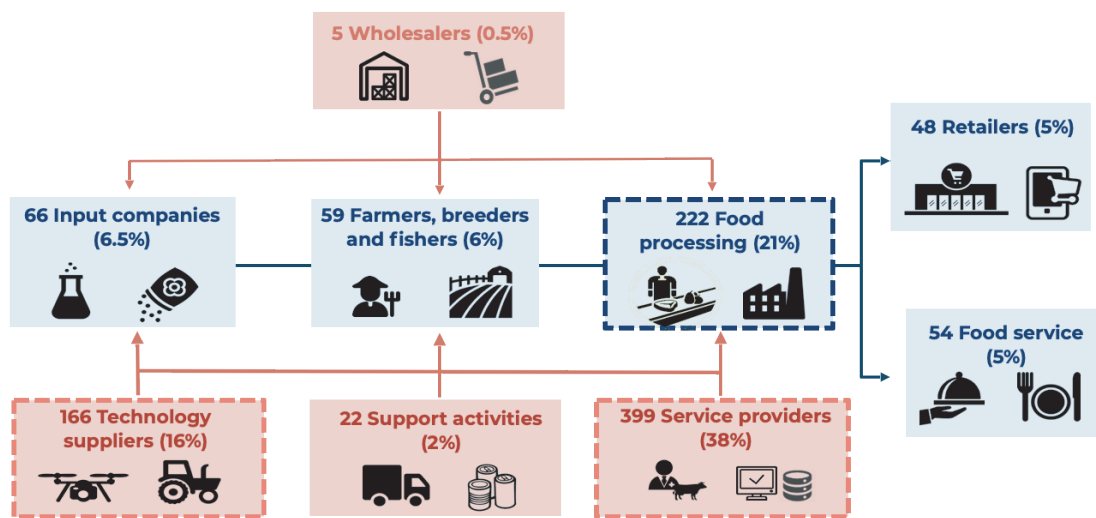 5 Wholesalers (0.5%)
48 Retailers (5%)
66 Input companies
(6.5%)
59 Farmers, breeders
and fishers (6%)
222 Food
processing (21%)
54 Food service
(5%)
166 Technology
suppliers (16%)
22 Support activities
(2%)
399 Service providers
(38%)